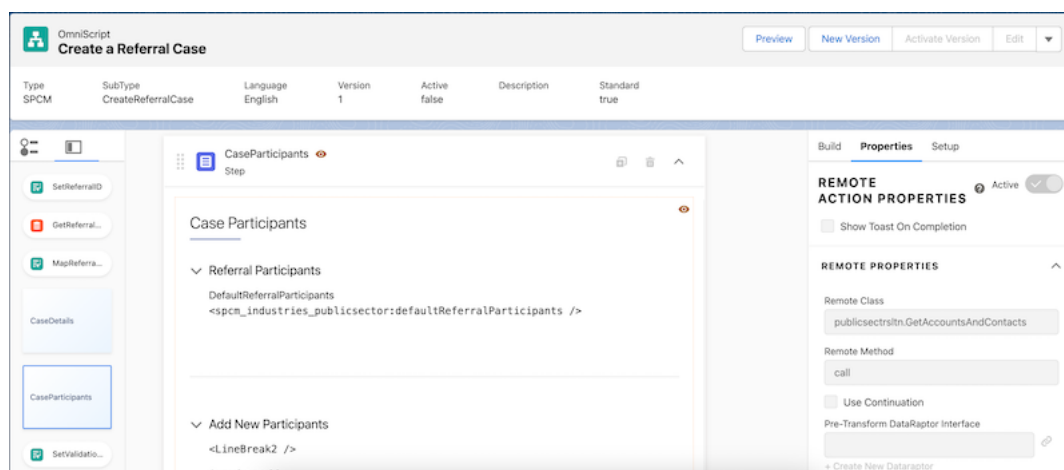 OmniScript
Create a Referral Case
Preview
New Version
Activate Version
Edit
Type
SubType
Language
Version
Active
Description
Standard
SPCM
CreateReferralCase
English
1
false
true
SetReferralID
GetReferral...
MapReferra...
CaseDetails
CaseParticipants
SetValidatio...
CaseParticipants
Step
Case Participants
Referral Participants
DefaultReferralParticipants
<spcm_industries_publicsector:defaultReferralParticipants />
Add New Participants
<LineBreak2 />
Build
Properties
Setup
REMOTE
ACTION PROPERTIES
Active
Show Toast On Completion
REMOTE PROPERTIES
Remote Class
publicsectrsltn.GetAccountsAndContacts
Remote Method
call
Use Continuation
Pre-Transform DataRaptor Interface
+ Create New Dataraptor